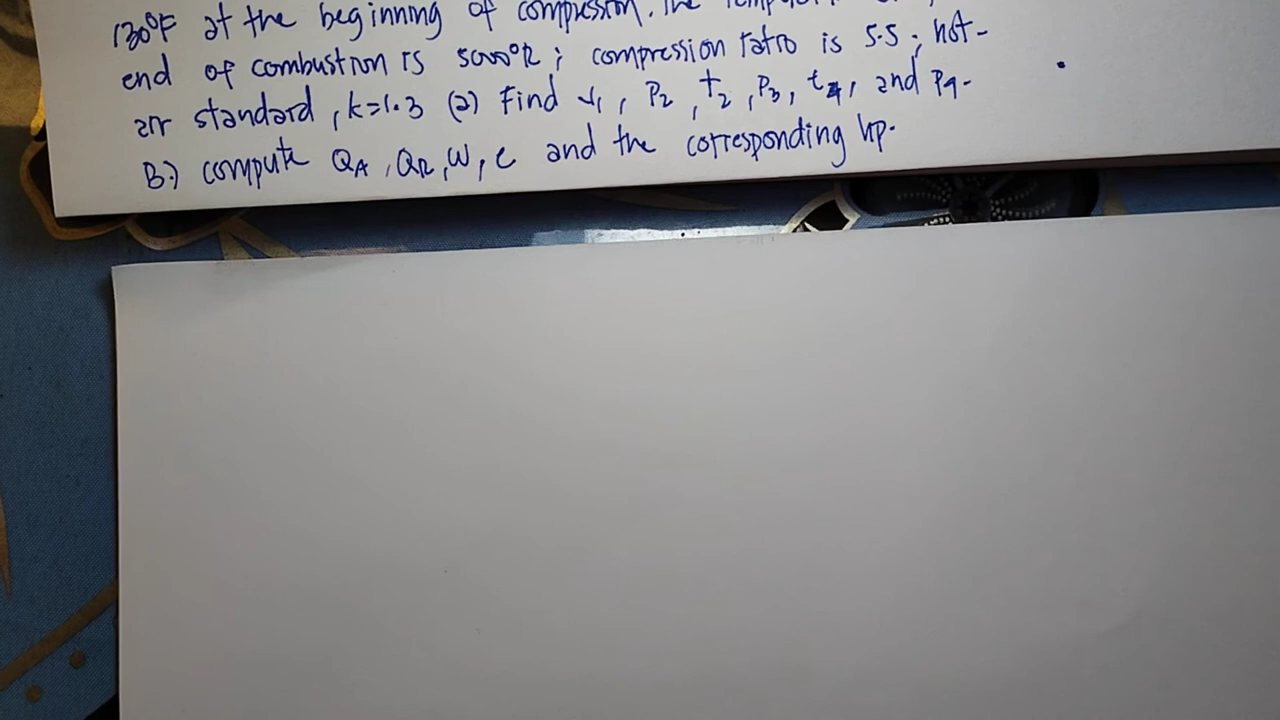 130°F at the beginning of compression. The
end of combustion is 5000°R ; compression ratio is 5.5 ; hot-
air standard , k=1.3 (a) Find V₁ , P₂ , t₂ , P₃ , t₄ , and P₄.
B.) compute QA , QR , W , e and the corresponding hp.